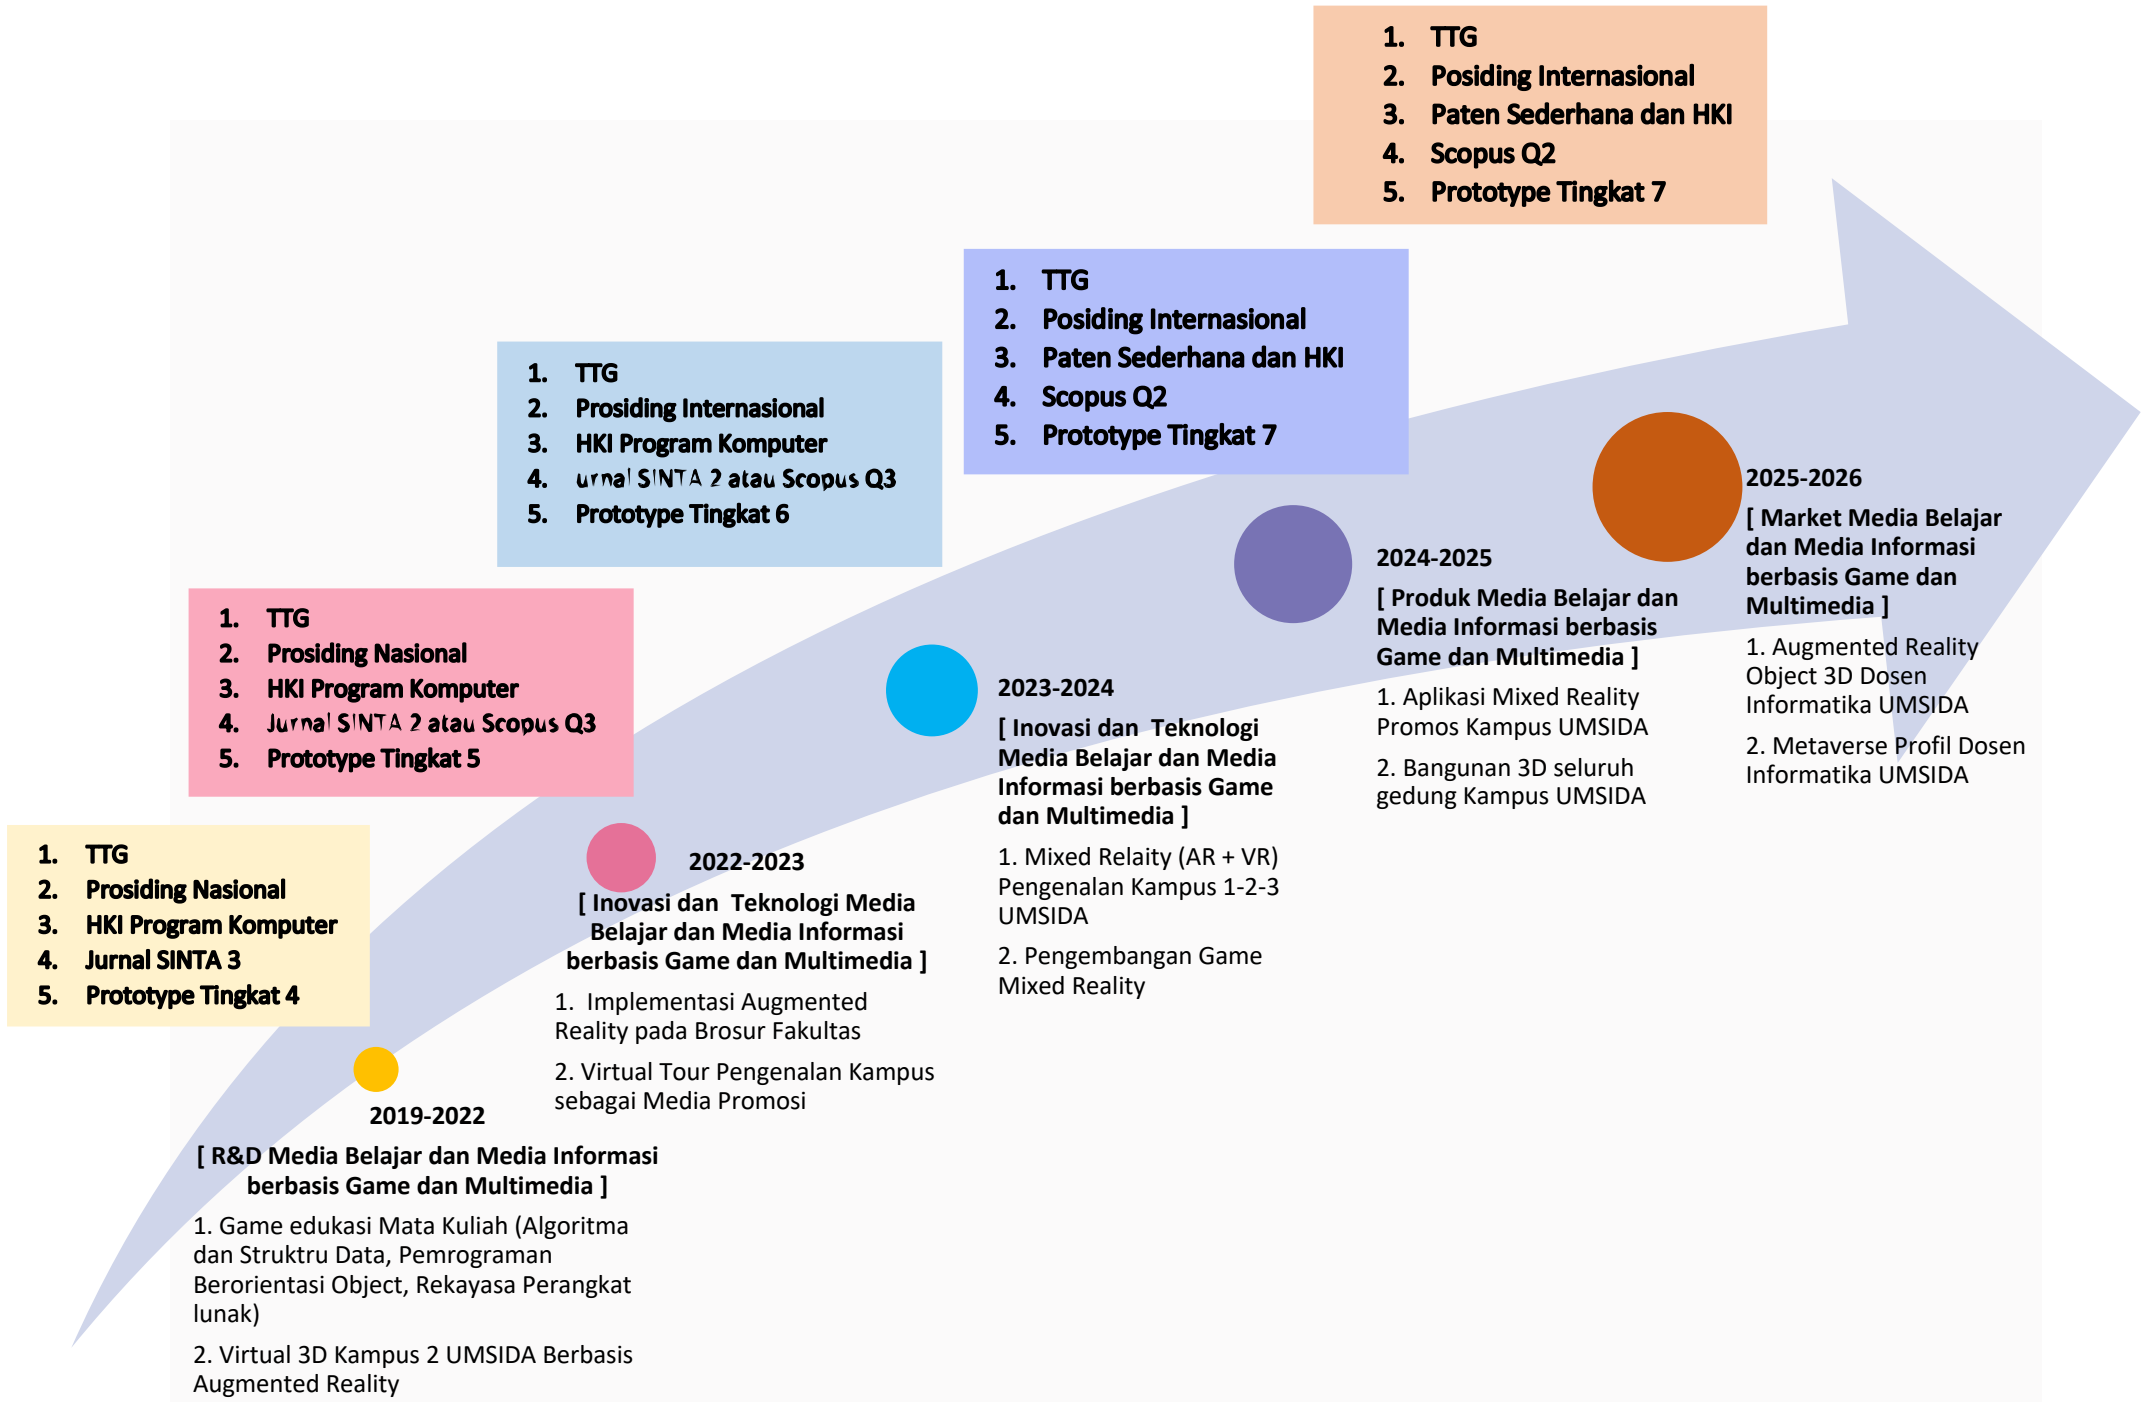 1. TTG
2. Posiding Internasional
3. Paten Sederhana dan HKI
4. Scopus Q2
5. Prototype Tingkat 7
1. TTG
2. Posiding Internasional
3. Paten Sederhana dan HKI
4. Scopus Q2
5. Prototype Tingkat 7
1. TTG
2. Prosiding Internasional
3. HKI Program Komputer
4. urnal SINTA 2 atau Scopus Q3
5. Prototype Tingkat 6
1. TTG
2. Prosiding Nasional
3. HKI Program Komputer
4. Jurnal SINTA 2 atau Scopus Q3
5. Prototype Tingkat 5
1. TTG
2. Prosiding Nasional
3. HKI Program Komputer
4. Jurnal SINTA 3
5. Prototype Tingkat 4
2019-2022
[ R&D Media Belajar dan Media Informasi
berbasis Game dan Multimedia ]
1. Game edukasi Mata Kuliah (Algoritma
dan Struktru Data, Pemrograman
Berorientasi Object, Rekayasa Perangkat
lunak)
2. Virtual 3D Kampus 2 UMSIDA Berbasis
Augmented Reality
2022-2023
[ Inovasi dan Teknologi Media
Belajar dan Media Informasi
berbasis Game dan Multimedia ]
1. Implementasi Augmented
Reality pada Brosur Fakultas
2. Virtual Tour Pengenalan Kampus
sebagai Media Promosi
2023-2024
[ Inovasi dan Teknologi
Media Belajar dan Media
Informasi berbasis Game
dan Multimedia ]
1. Mixed Relaity (AR + VR)
Pengenalan Kampus 1-2-3
UMSIDA
2. Pengembangan Game
Mixed Reality
2024-2025
[ Produk Media Belajar dan
Media Informasi berbasis
Game dan Multimedia ]
1. Aplikasi Mixed Reality
Promos Kampus UMSIDA
2. Bangunan 3D seluruh
gedung Kampus UMSIDA
2025-2026
[ Market Media Belajar
dan Media Informasi
berbasis Game dan
Multimedia ]
1. Augmented Reality
Object 3D Dosen
Informatika UMSIDA
2. Metaverse Profil Dosen
Informatika UMSIDA